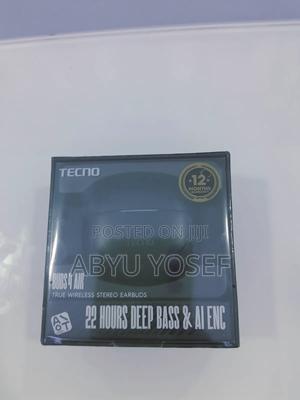 TECNO
12
MONTHS
POSTED ON JIJI
ABYU YOSEF
BUDS 4 AIR
TRUE WIRELESS STEREO EARBUDS
22 HOURS DEEP BASS & AI ENC